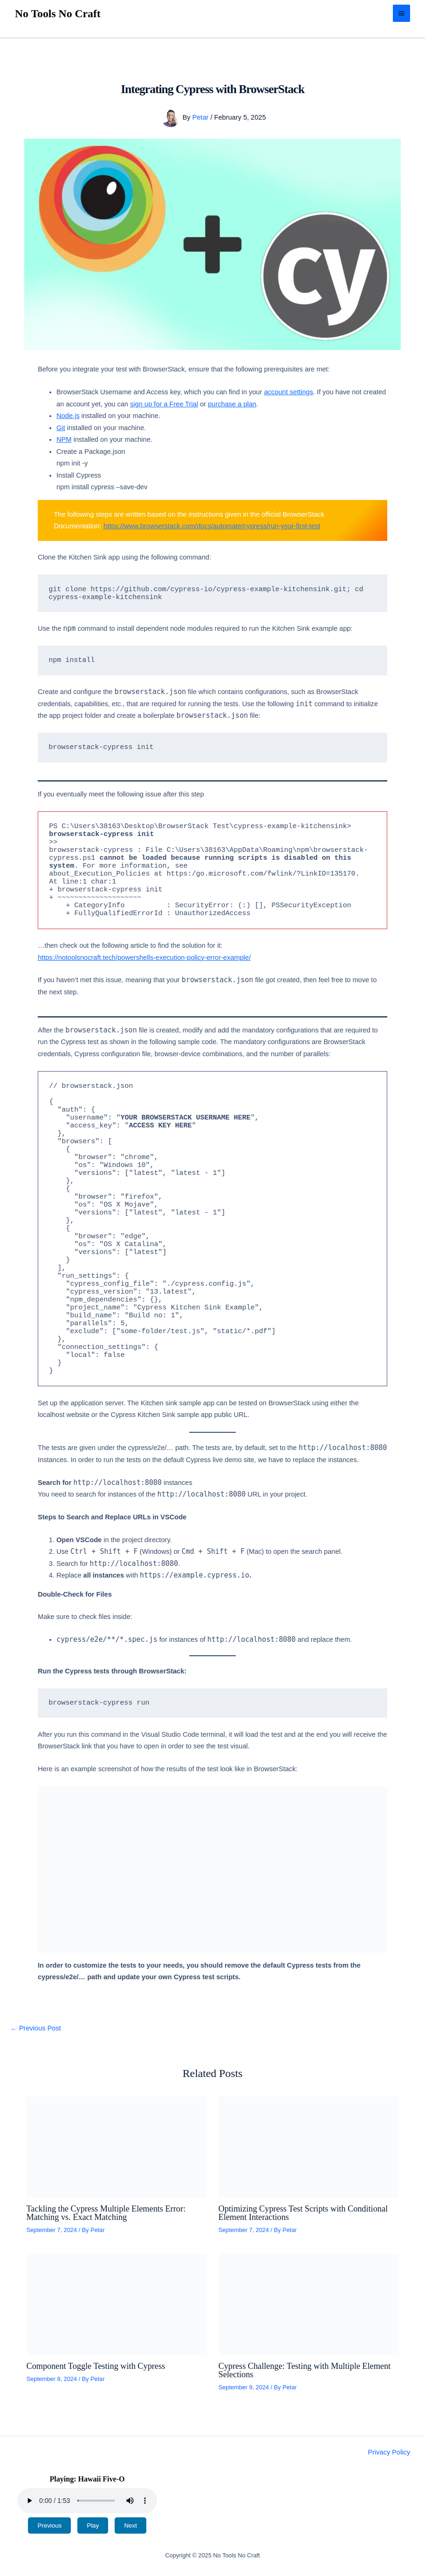 No Tools No Craft
Integrating Cypress with BrowserStack
By Petar / February 5, 2025
cy
Before you integrate your test with BrowserStack, ensure that the following prerequisites are met:
BrowserStack Username and Access key, which you can find in your account settings. If you have not created
an account yet, you can sign up for a Free Trial or purchase a plan.
Node.js installed on your machine.
Git installed on your machine.
NPM installed on your machine.
Create a Package.json
npm init -y
Install Cypress
npm install cypress –save-dev
The following steps are written based on the instructions given in the official BrowserStack
Documentation: https://www.browserstack.com/docs/automate/cypress/run-your-first-test
Clone the Kitchen Sink app using the following command:
git clone https://github.com/cypress-io/cypress-example-kitchensink.git; cd
cypress-example-kitchensink
Use the npm command to install dependent node modules required to run the Kitchen Sink example app:
npm install
Create and configure the browserstack.json file which contains configurations, such as BrowserStack
credentials, capabilities, etc., that are required for running the tests. Use the following init command to initialize
the app project folder and create a boilerplate browserstack.json file:
browserstack-cypress init
If you eventually meet the following issue after this step
PS C:\Users\38163\Desktop\BrowserStack Test\cypress-example-kitchensink>
browserstack-cypress init
>>
browserstack-cypress : File C:\Users\38163\AppData\Roaming\npm\browserstack-
cypress.ps1 cannot be loaded because running scripts is disabled on this
system. For more information, see
about_Execution_Policies at https:/go.microsoft.com/fwlink/?LinkID=135170.
At line:1 char:1
+ browserstack-cypress init
+ ~~~~~~~~~~~~~~~~~~~~
+ CategoryInfo : SecurityError: (:) [], PSSecurityException
+ FullyQualifiedErrorId : UnauthorizedAccess
…then check out the following article to find the solution for it:
https://notoolsnocraft.tech/powershells-execution-policy-error-example/
If you haven’t met this issue, meaning that your browserstack.json file got created, then feel free to move to
the next step.
After the browserstack.json file is created, modify and add the mandatory configurations that are required to
run the Cypress test as shown in the following sample code. The mandatory configurations are BrowserStack
credentials, Cypress configuration file, browser-device combinations, and the number of parallels:
// browserstack.json
{
"auth": {
"username": "YOUR BROWSERSTACK USERNAME HERE",
"access_key": "ACCESS KEY HERE"
},
"browsers": [
{
"browser": "chrome",
"os": "Windows 10",
"versions": ["latest", "latest - 1"]
},
{
"browser": "firefox",
"os": "OS X Mojave",
"versions": ["latest", "latest - 1"]
},
{
"browser": "edge",
"os": "OS X Catalina",
"versions": ["latest"]
}
],
"run_settings": {
"cypress_config_file": "./cypress.config.js",
"cypress_version": "13.latest",
"npm_dependencies": {},
"project_name": "Cypress Kitchen Sink Example",
"build_name": "Build no: 1",
"parallels": 5,
"exclude": ["some-folder/test.js", "static/*.pdf"]
},
"connection_settings": {
"local": false
}
}
Set up the application server. The Kitchen sink sample app can be tested on BrowserStack using either the
localhost website or the Cypress Kitchen Sink sample app public URL.
The tests are given under the cypress/e2e/… path. The tests are, by default, set to the http://localhost:8080
Instances. In order to run the tests on the default Cypress live demo site, we have to replace the instances.
Search for http://localhost:8080 instances
You need to search for instances of the http://localhost:8080 URL in your project.
Steps to Search and Replace URLs in VSCode
1. Open VSCode in the project directory.
2. Use Ctrl + Shift + F (Windows) or Cmd + Shift + F (Mac) to open the search panel.
3. Search for http://localhost:8080.
4. Replace all instances with https://example.cypress.io.
Double-Check for Files
Make sure to check files inside:
cypress/e2e/**/*.spec.js for instances of http://localhost:8080 and replace them.
Run the Cypress tests through BrowserStack:
browserstack-cypress run
After you run this command in the Visual Studio Code terminal, it will load the test and at the end you will receive the
BrowserStack link that you have to open in order to see the test visual.
Here is an example screenshot of how the results of the test look like in BrowserStack:
In order to customize the tests to your needs, you should remove the default Cypress tests from the
cypress/e2e/… path and update your own Cypress test scripts.
← Previous Post
Related Posts
Tackling the Cypress Multiple Elements Error:
Matching vs. Exact Matching
September 7, 2024 / By Petar
Optimizing Cypress Test Scripts with Conditional
Element Interactions
September 7, 2024 / By Petar
Component Toggle Testing with Cypress
September 8, 2024 / By Petar
Cypress Challenge: Testing with Multiple Element
Selections
September 9, 2024 / By Petar
Privacy Policy
Playing: Hawaii Five-O
0:00 / 1:53
Previous Play Next
Copyright © 2025 No Tools No Craft